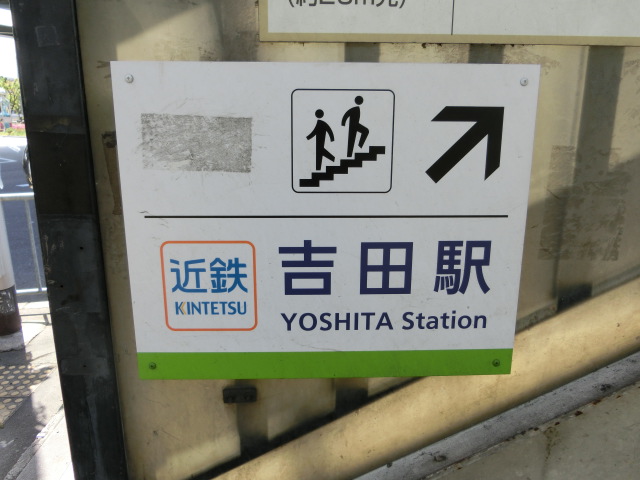 近鉄
KINTETSU
吉田駅
YOSHITA Station